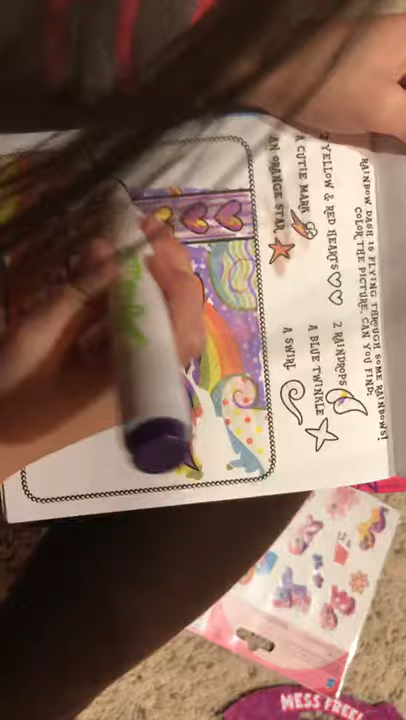 RAINBOW DASH IS FLYING THROUGH SOME RAINBOWS!
COLOR THE PICTURE. CAN YOU FIND:
2 YELLOW & RED HEARTS
A CUTIE MARK
AN ORANGE STAR
2 RAINDROPS
A BLUE TWINKLE
A SWIRL
MESS FREE!